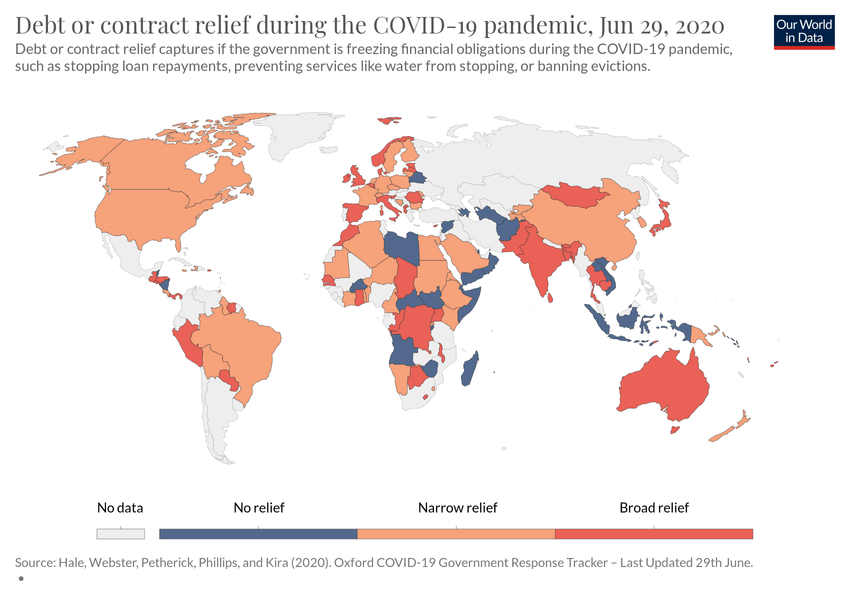 Debt or contract relief during the COVID-19 pandemic, Jun 29, 2020
Our World
in Data
Debt or contract relief captures if the government is freezing financial obligations during the COVID-19 pandemic,
such as stopping loan repayments, preventing services like water from stopping, or banning evictions.
No data
No relief
Narrow relief
Broad relief
Source: Hale, Webster, Petherick, Phillips, and Kira (2020). Oxford COVID-19 Government Response Tracker – Last Updated 29th June.
•